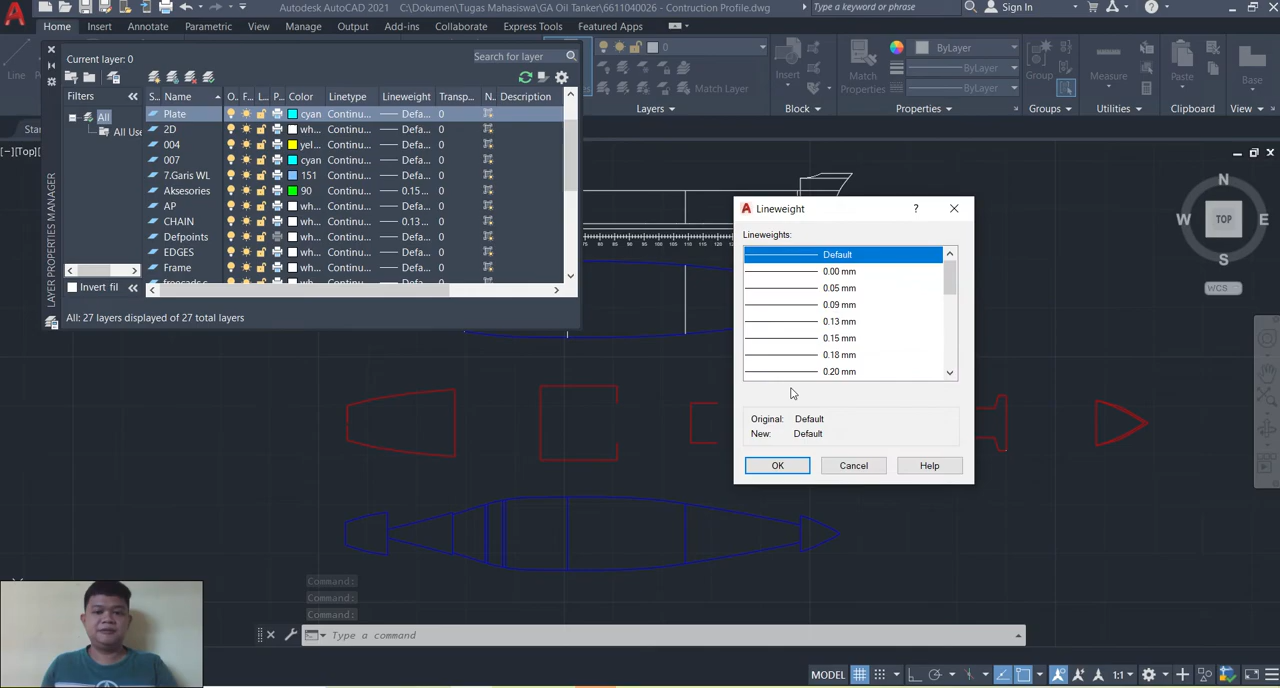 Autodesk AutoCAD 2021 C:\Dokumen\Tugas Mahasiswa\GA Oil Tanker\6611040026 - Contruction Profile.dwg
Type a keyword or phrase
Sign In
Home Insert Annotate Parametric View Manage Output Add-ins Collaborate Express Tools Featured Apps
Line
0
Match Layer
Layers
Insert
Block
Match
Properties
ByLayer
ByLayer
ByLayer
Properties
Group
Groups
Measure
Utilities
Paste
Clipboard
Base
View
Star
[−][Top][
LAYER PROPERTIES MANAGER
Current layer: 0
Search for layer
Filters
All
All Use
Invert fil
S.. Name O. F.. L.. P.. Color Linetype Lineweight Transp... N.. Description
Plate cyan Continu... Defa... 0
2D wh... Continu... Defa... 0
004 yel... Continu... Defa... 0
007 cyan Continu... Defa... 0
7.Garis WL 151 Continu... Defa... 0
Aksesories 90 Continu... 0.15... 0
AP wh... Continu... Defa... 0
CHAIN wh... Continu... 0.13... 0
Defpoints wh... Continu... Defa... 0
EDGES wh... Continu... Defa... 0
Frame wh... Continu... Defa... 0
All: 27 layers displayed of 27 total layers
Lineweight
?
Lineweights:
Default
0.00 mm
0.05 mm
0.09 mm
0.13 mm
0.15 mm
0.18 mm
0.20 mm
Original: Default
New: Default
OK Cancel Help
N
W TOP E
S
WCS
Command:
Command:
Command:
Type a command
MODEL
1:1